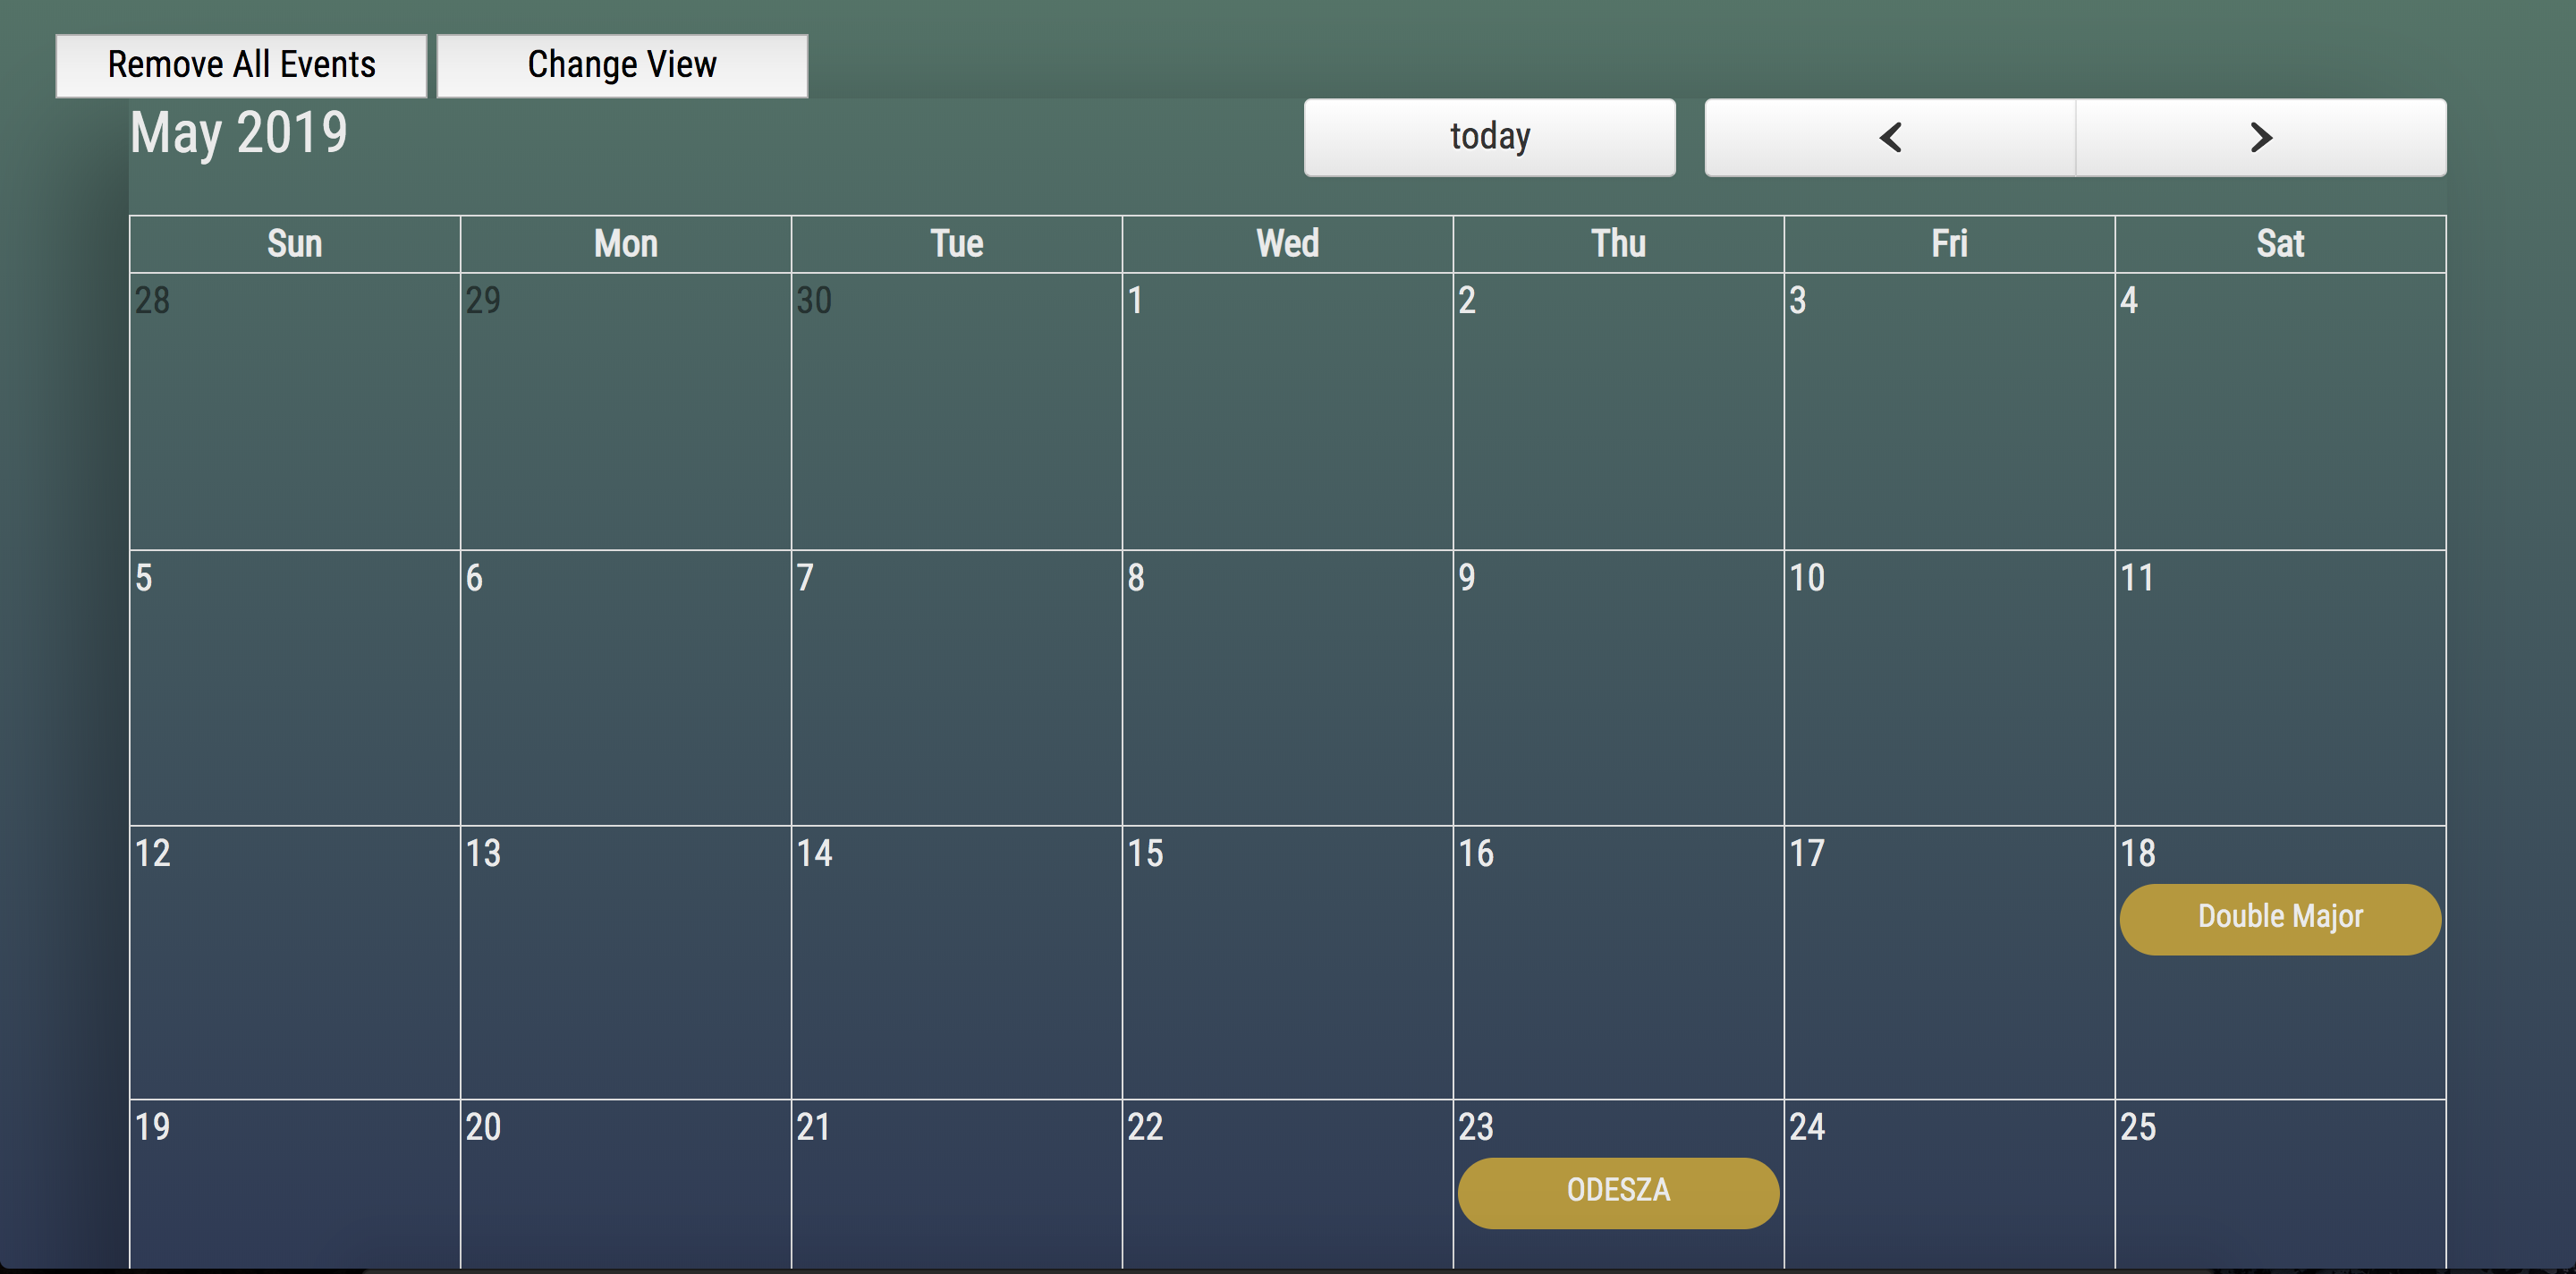 Remove All Events Change View
May 2019 today < >
Sun Mon Tue Wed Thu Fri Sat
28 29 30 1 2 3 4
5 6 7 8 9 10 11
12 13 14 15 16 17 18
Double Major
19 20 21 22 23 24 25
ODESZA